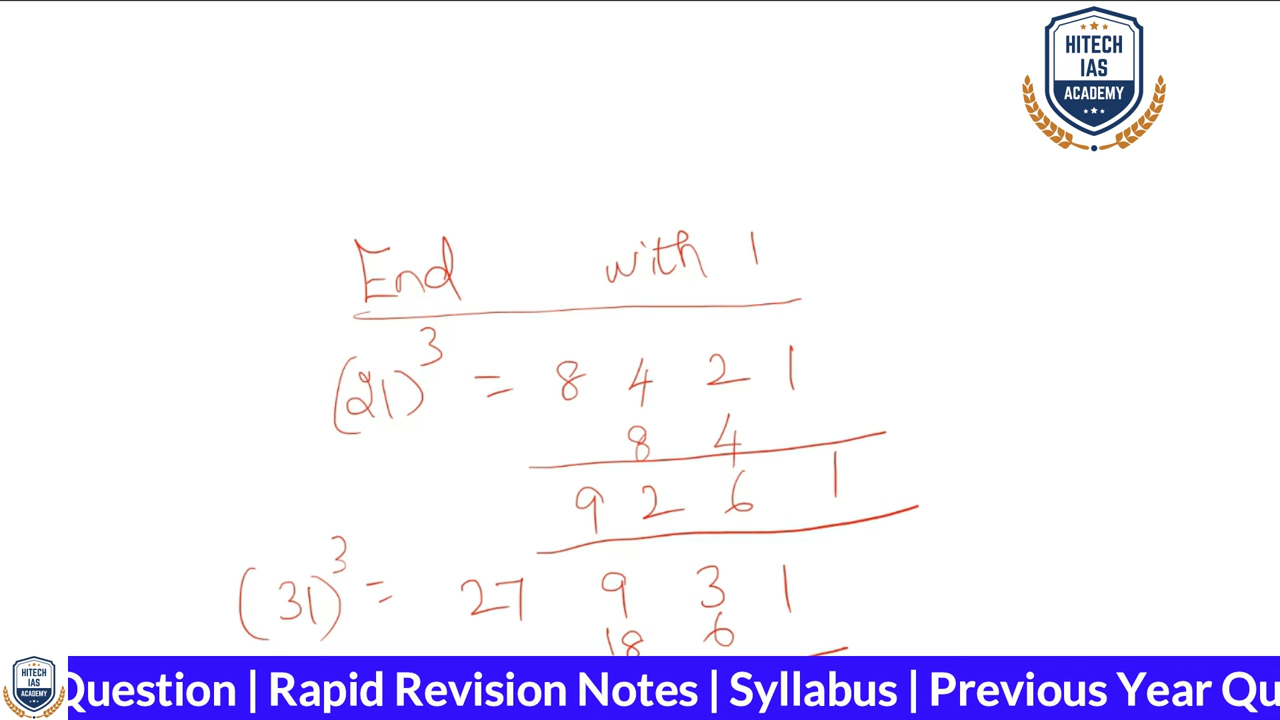 HITECH
IAS
ACADEMY
End with 1
(21)³ = 8 4 2 1
8 4
9 2 6 1
(31)³ = 27 9 3 1
18 6
HITECH
IAS
ACADEMY
Question | Rapid Revision Notes | Syllabus | Previous Year Qu